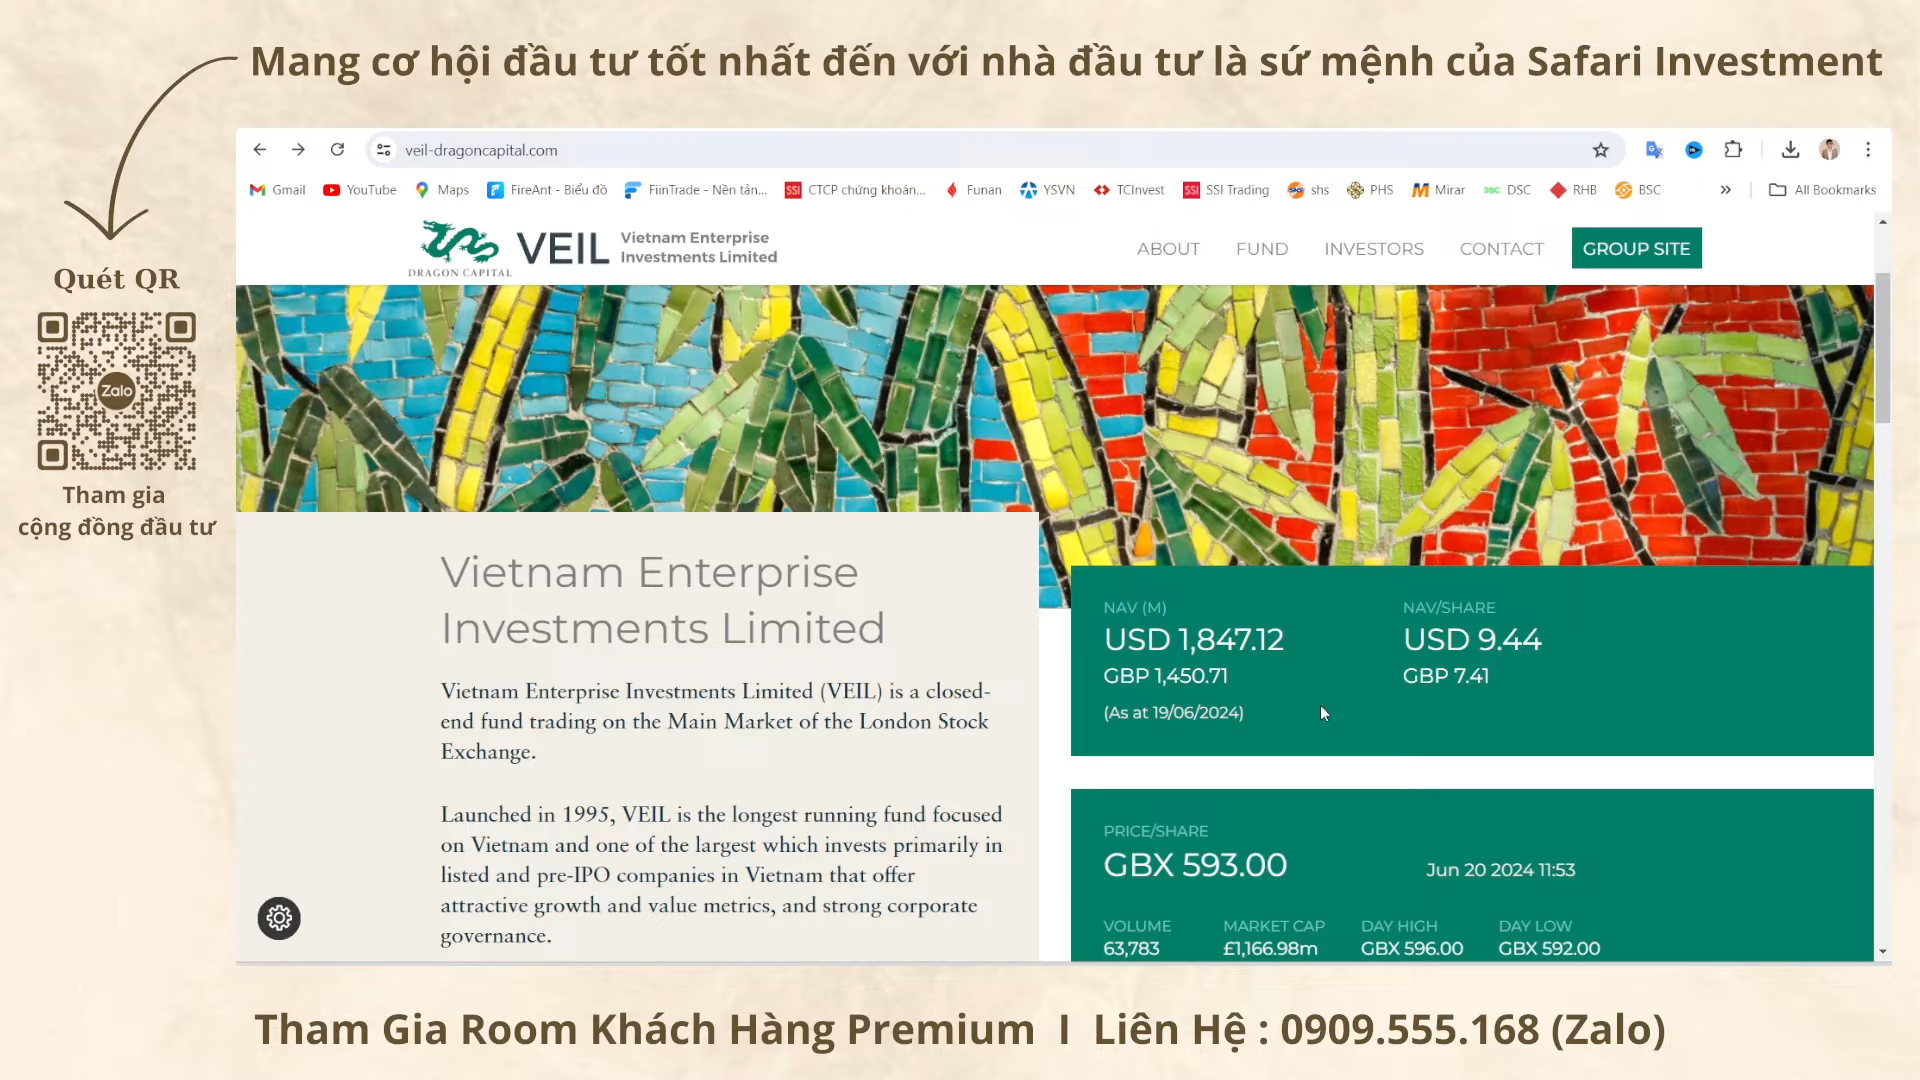 Mang cơ hội đầu tư tốt nhất đến với nhà đầu tư là sứ mệnh của Safari Investment
Quét QR
Zalo
Tham gia
cộng đồng đầu tư
veil-dragoncapital.com
Gmail
YouTube
Maps
FireAnt - Biểu đồ
FiinTrade - Nền tản...
SSI
CTCP chứng khoán...
Funan
YSVN
TCInvest
SSI
SSI Trading
shs
PHS
Mirar
DSC
DSC
RHB
BSC
All Bookmarks
DRAGON CAPITAL
VEIL
Vietnam Enterprise
Investments Limited
ABOUT
FUND
INVESTORS
CONTACT
GROUP SITE
Vietnam Enterprise
Investments Limited
Vietnam Enterprise Investments Limited (VEIL) is a closed-
end fund trading on the Main Market of the London Stock
Exchange.
Launched in 1995, VEIL is the longest running fund focused
on Vietnam and one of the largest which invests primarily in
listed and pre-IPO companies in Vietnam that offer
attractive growth and value metrics, and strong corporate
governance.
NAV (M)
USD 1,847.12
GBP 1,450.71
(As at 19/06/2024)
NAV/SHARE
USD 9.44
GBP 7.41
PRICE/SHARE
GBX 593.00
Jun 20 2024 11:53
VOLUME
63,783
MARKET CAP
£1,166.98m
DAY HIGH
GBX 596.00
DAY LOW
GBX 592.00
Tham Gia Room Khách Hàng Premium I Liên Hệ : 0909.555.168 (Zalo)